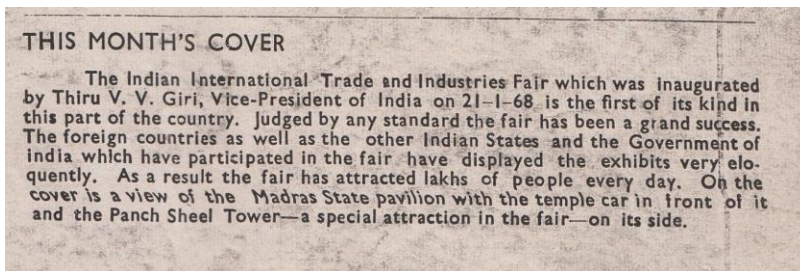 THIS MONTH'S COVER
The Indian International Trade and Industries Fair which was inaugurated
by Thiru V. V. Giri, Vice-President of India on 21-1-68 is the first of its kind in
this part of the country. Judged by any standard the fair has been a grand success.
The foreign countries as well as the other Indian States and the Government of
india which have participated in the fair have displayed the exhibits very elo-
quently. As a result the fair has attracted lakhs of people every day. On the
cover is a view of the Madras State pavilion with the temple car in front of it
and the Panch Sheel Tower—a special attraction in the fair—on its side.